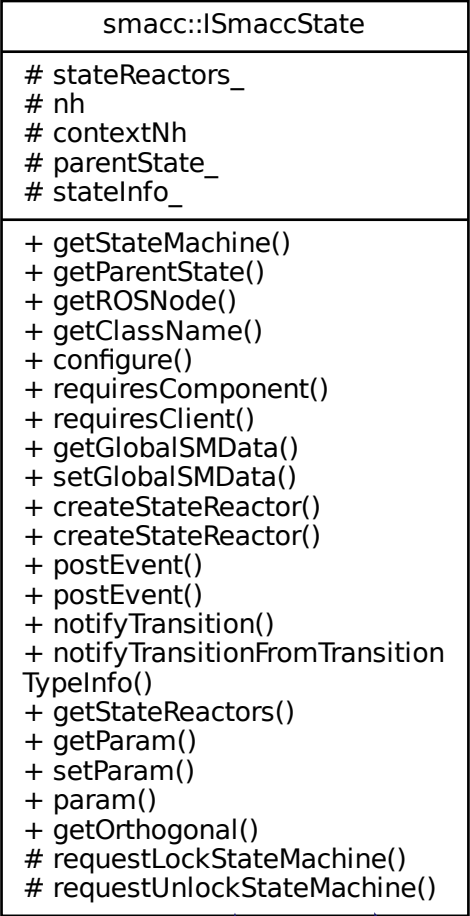 smacc::ISmaccState
# stateReactors_
# nh
# contextNh
# parentState_
# stateInfo_
+ getStateMachine()
+ getParentState()
+ getROSNode()
+ getClassName()
+ configure()
+ requiresComponent()
+ requiresClient()
+ getGlobalSMData()
+ setGlobalSMData()
+ createStateReactor()
+ createStateReactor()
+ postEvent()
+ postEvent()
+ notifyTransition()
+ notifyTransitionFromTransition
TypeInfo()
+ getStateReactors()
+ getParam()
+ setParam()
+ param()
+ getOrthogonal()
# requestLockStateMachine()
# requestUnlockStateMachine()